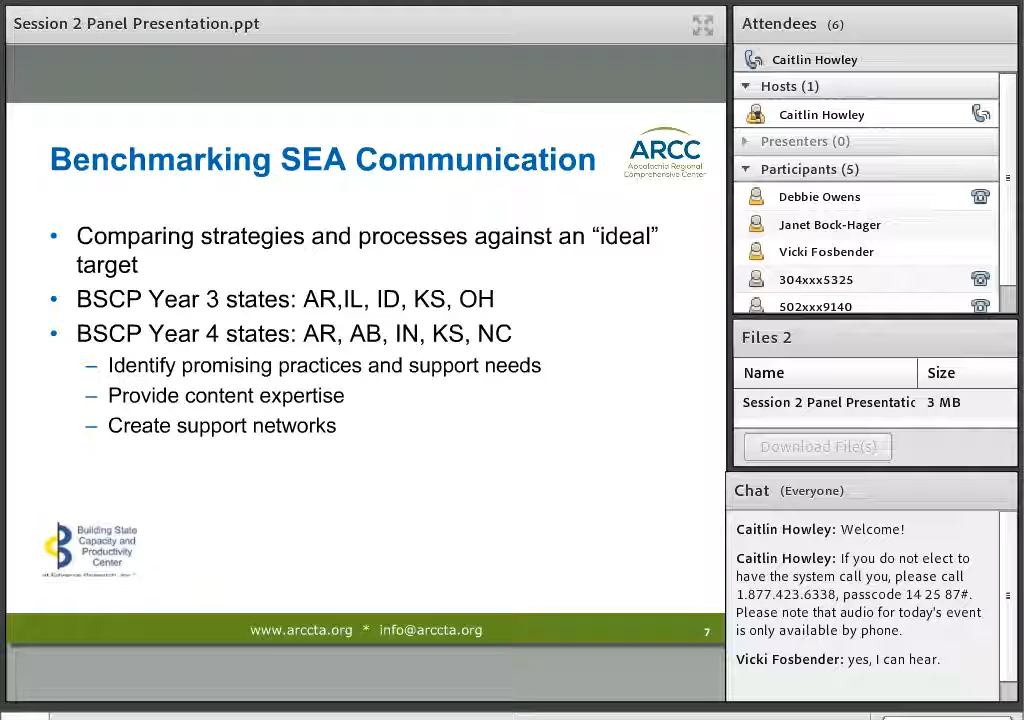 Session 2 Panel Presentation.ppt
Benchmarking SEA Communication
ARCC
Appalachia Regional
Comprehensive Center
• Comparing strategies and processes against an “ideal”
target
• BSCP Year 3 states: AR,IL, ID, KS, OH
• BSCP Year 4 states: AR, AB, IN, KS, NC
– Identify promising practices and support needs
– Provide content expertise
– Create support networks
Building State
Capacity and
Productivity
Center
www.arccta.org * info@arccta.org
7
Attendees (6)
Caitlin Howley
Hosts (1)
Caitlin Howley
Presenters (0)
Participants (5)
Debbie Owens
Janet Bock-Hager
Vicki Fosbender
304xxx5325
502xxx9140
Files 2
Name Size
Session 2 Panel Presentatic 3 MB
Download File(s)
Chat (Everyone)
Caitlin Howley: Welcome!
Caitlin Howley: If you do not elect to
have the system call you, please call
1.877.423.6338, passcode 14 25 87#.
Please note that audio for today's event
is only available by phone.
Vicki Fosbender: yes, I can hear.